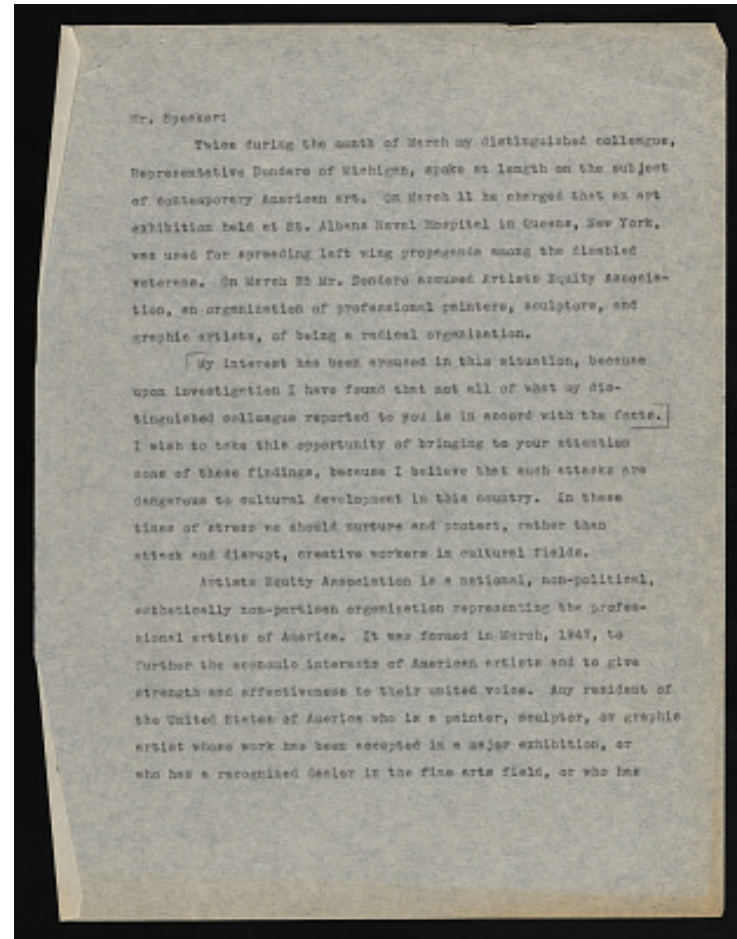 Mr. Speaker:
Twice during the month of March my distinguished colleague,
Representative Dondero of Michigan, spoke at length on the subject
of contemporary American art. On March 11 he charged that an art
exhibition held at St. Albans Naval Hospital in Queens, New York,
was used for spreading left wing propaganda among the disabled
veterans. On March 25 Mr. Dondero accused Artists Equity Associa-
tion, an organization of professional painters, sculptors, and
graphic artists, of being a radical organization.
My interest has been aroused in this situation, because
upon investigation I have found that not all of what my dis-
tinguished colleague reported to you is in accord with the facts.
I wish to take this opportunity of bringing to your attention
some of these findings, because I believe that such attacks are
dangerous to cultural development in this country. In these
times of stress we should nurture and protect, rather than
attack and disrupt, creative workers in cultural fields.
Artists Equity Association is a national, non-political,
esthetically non-partisan organization representing the profes-
sional artists of America. It was formed in March, 1947, to
further the economic interests of American artists and to give
strength and effectiveness to their united voice. Any resident of
the United States of America who is a painter, sculptor, or graphic
artist whose work has been accepted in a major exhibition, or
who has a recognized dealer in the fine arts field, or who has